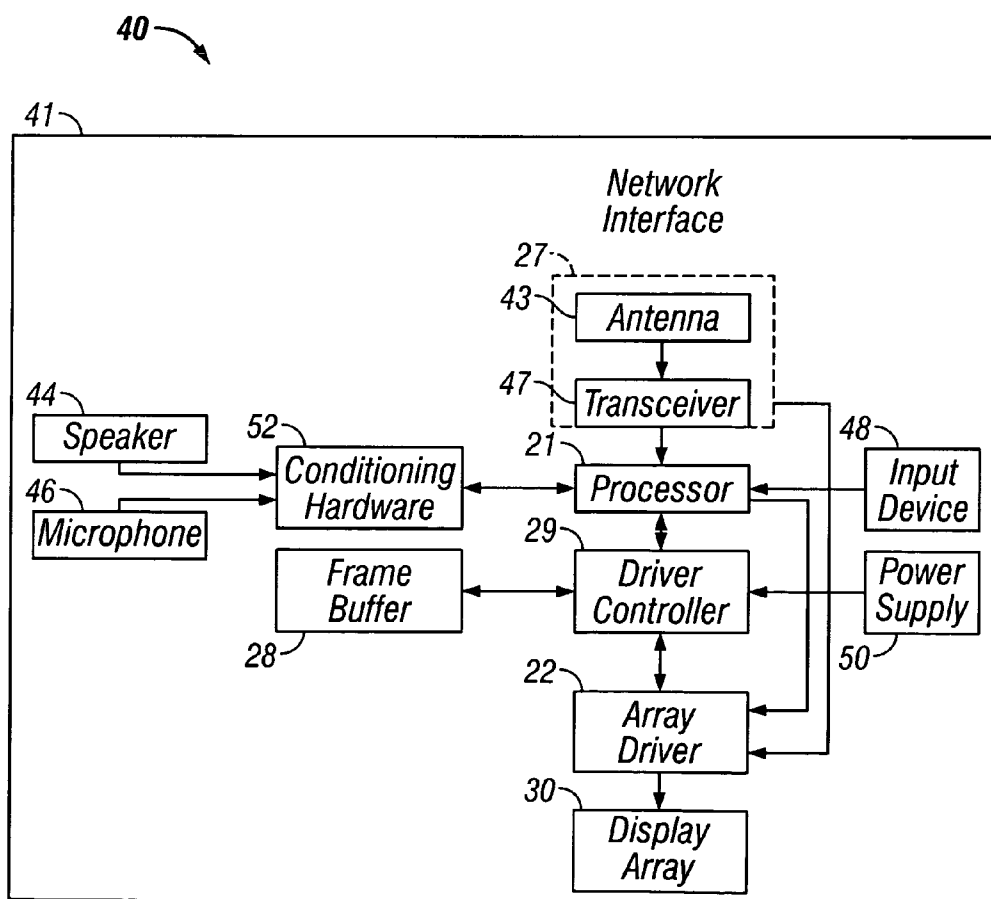 40
41
Network
Interface
27
43
Antenna
47
Transceiver
44
Speaker
52
Conditioning
Hardware
21
Processor
48
Input
Device
46
Microphone
29
Frame
Buffer
28
Driver
Controller
Power
Supply
50
22
Array
Driver
30
Display
Array